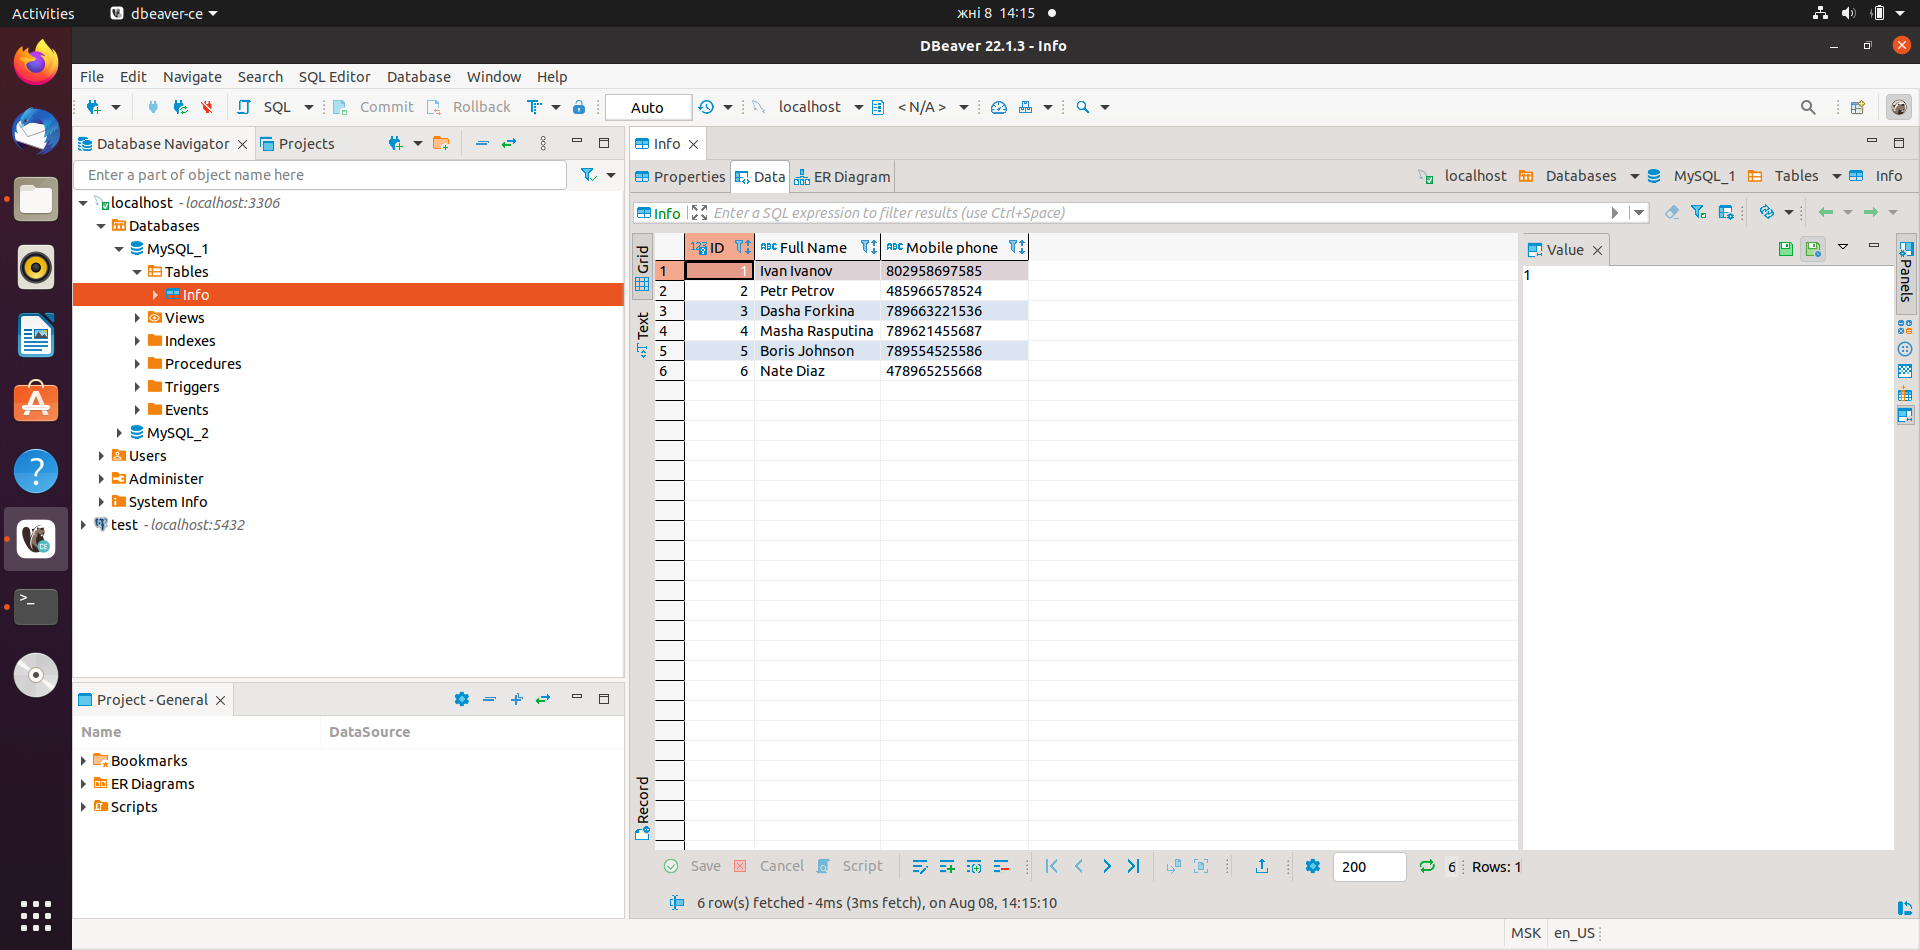 Activities dbeaver-ce жні 8 14:15
DBeaver 22.1.3 - Info
File Edit Navigate Search SQL Editor Database Window Help
SQL Commit Rollback Auto localhost < N/A >
Database Navigator Projects
Enter a part of object name here
localhost - localhost:3306
Databases
MySQL_1
Tables
Info
Views
Indexes
Procedures
Triggers
Events
MySQL_2
Users
Administer
System Info
test - localhost:5432
Project - General
Name DataSource
Bookmarks
ER Diagrams
Scripts
Info
Properties Data ER Diagram localhost Databases MySQL_1 Tables Info
Info Enter a SQL expression to filter results (use Ctrl+Space)
Grid
Text
Record
123 ID ABC Full Name ABC Mobile phone
1 1 Ivan Ivanov 802958697585
2 2 Petr Petrov 485966578524
3 3 Dasha Forkina 789663221536
4 4 Masha Rasputina 789621455687
5 5 Boris Johnson 789554525586
6 6 Nate Diaz 478965255668
Value
1
Panels
Save Cancel Script 200 6 Rows: 1
6 row(s) fetched - 4ms (3ms fetch), on Aug 08, 14:15:10
MSK en_US